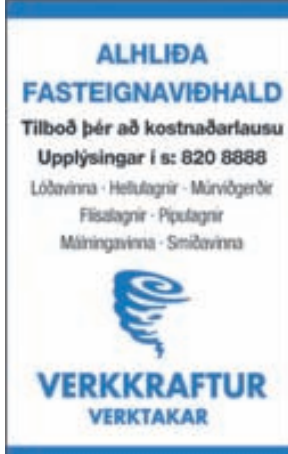 ALHLIÐA
FASTEIGNAVIÐHALD
Tilboð þér að kostnaðarlausu
Upplýsingar í s: 820 8888
Lóðavinna · Hellulagnir · Múrviðgerðir
Flísalagnir · Pípulagnir
Málningavinna · Smíðavinna
VERKKRAFTUR
VERKTAKAR